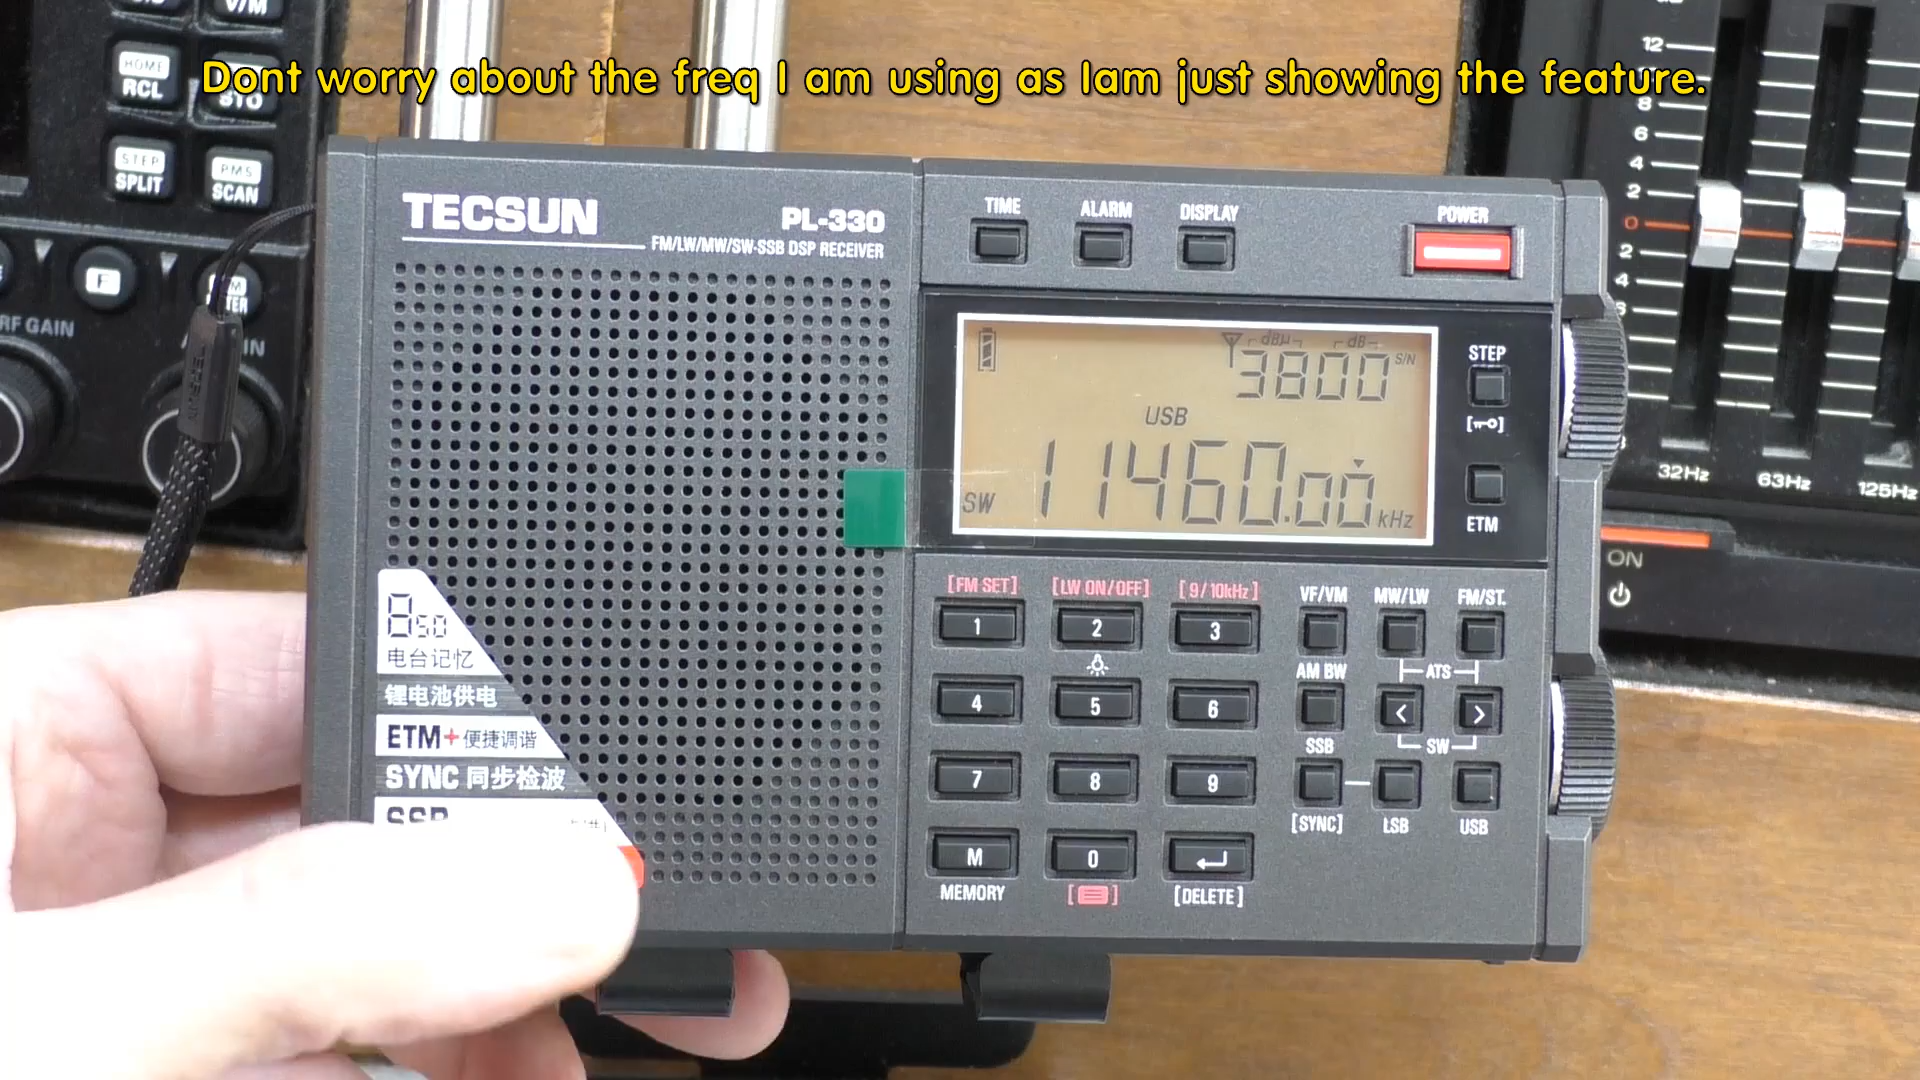 Dont worry about the freq I am using as Iam just showing the feature.
V/M
HOME
RCL
STO
STEP
SPLIT
PMS
SCAN
F
RF GAIN
TECSUN
PL-330
FM/LW/MW/SW-SSB DSP RECEIVER
TIME
ALARM
DISPLAY
POWER
dBµ
dB
3800
S/N
USB
SW
11460.00
kHz
STEP
ETM
850
电台记忆
锂电池供电
ETM+便捷调谐
SYNC 同步检波
SSB
[FM SET]
[LW ON/OFF]
[9/10kHz]
VF/VM
MW/LW
FM/ST.
1
2
3
AM BW
ATS
4
5
6
<
>
SSB
SW
7
8
9
[SYNC]
LSB
USB
M
0
MEMORY
[DELETE]
12
8
6
4
2
0
2
4
6
32Hz
63Hz
125Hz
ON